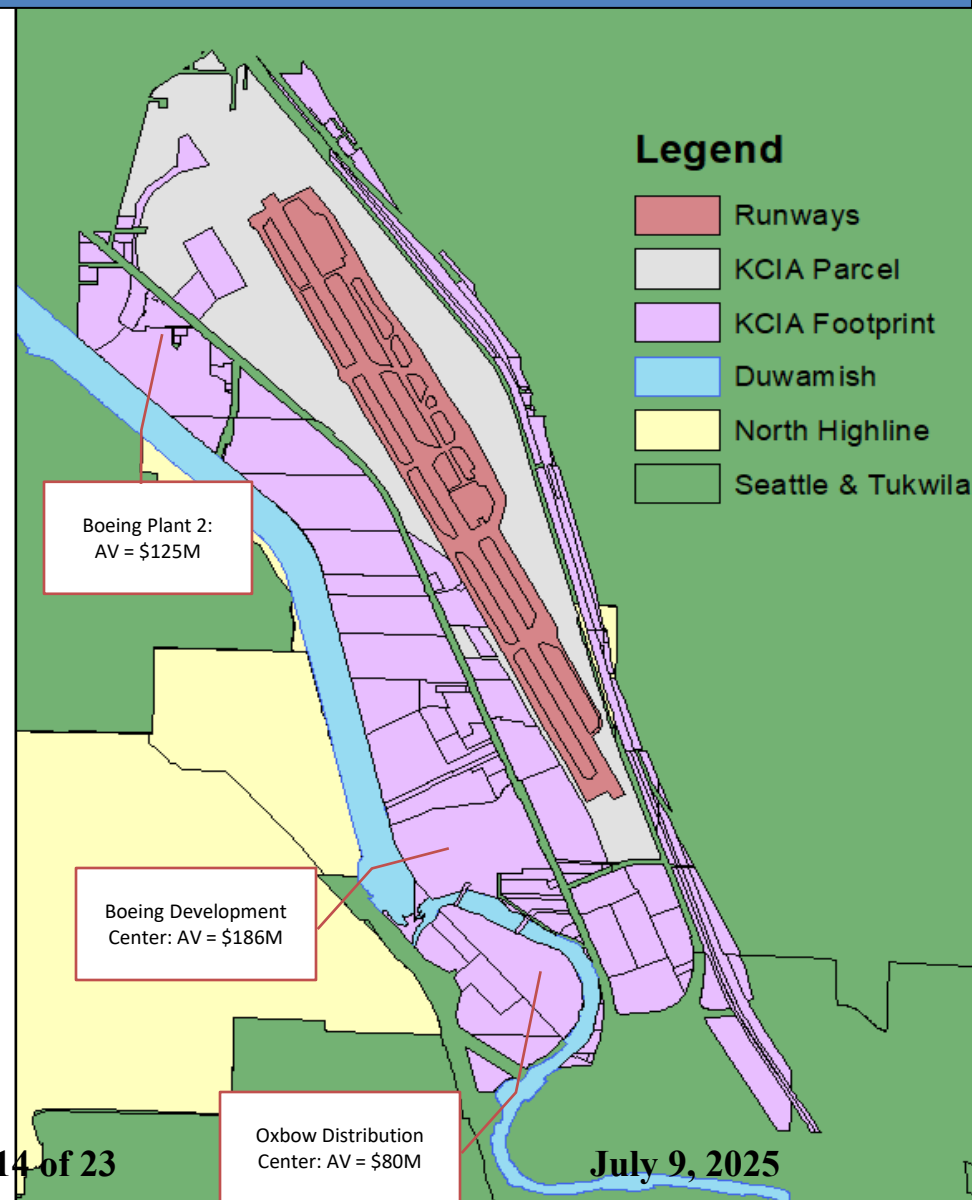 Legend
Runways
KCIA Parcel
KCIA Footprint
Duwamish
North Highline
Seattle & Tukwila
Boeing Plant 2:
AV = $125M
Boeing Development
Center: AV = $186M
Oxbow Distribution
Center: AV = $80M
14 of 23
July 9, 2025